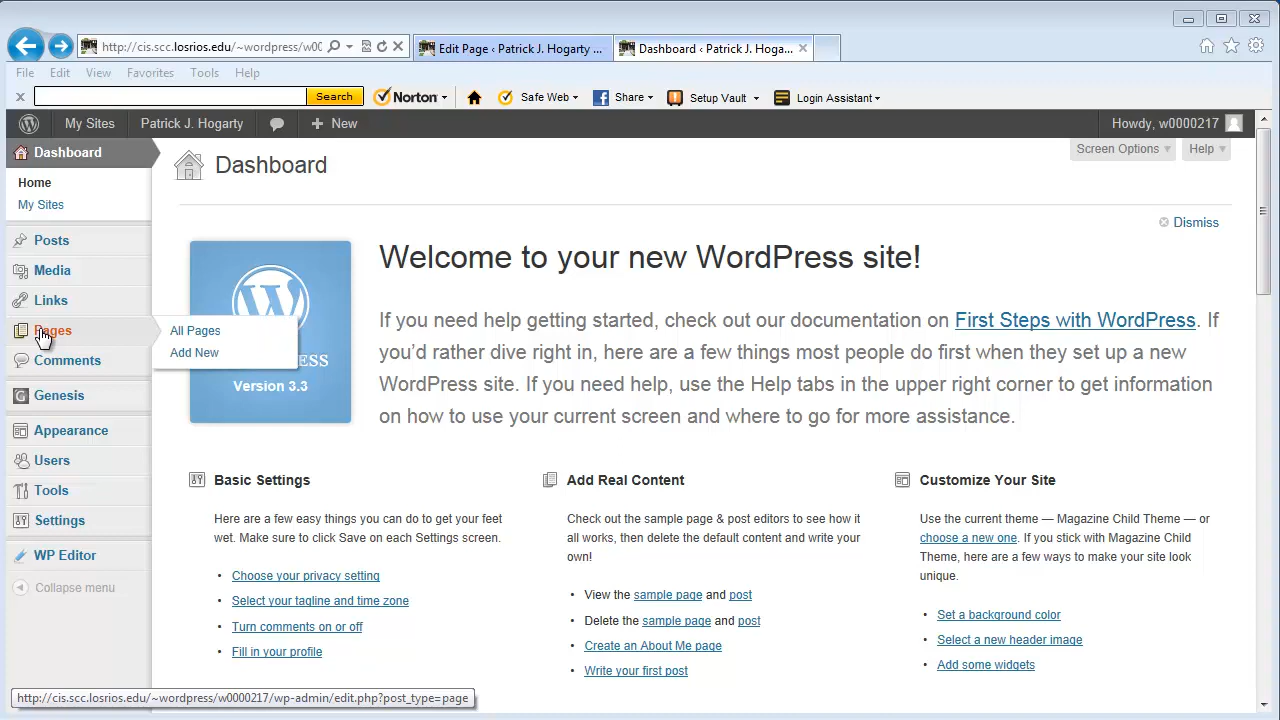 http://cis.scc.losrios.edu/~wordpress/w00
Edit Page ‹ Patrick J. Hogarty ...
Dashboard ‹ Patrick J. Hoga...
File Edit View Favorites Tools Help
Search
Norton
Safe Web
Share
Setup Vault
Login Assistant
My Sites
Patrick J. Hogarty
New
Howdy, w0000217
Dashboard
Home
My Sites
Posts
Media
Links
Pages
Comments
Genesis
Appearance
Users
Tools
Settings
WP Editor
Collapse menu
All Pages
Add New
Dashboard
Screen Options
Help
Dismiss
W
ESS
Version 3.3
Welcome to your new WordPress site!
If you need help getting started, check out our documentation on First Steps with WordPress. If
you’d rather dive right in, here are a few things most people do first when they set up a new
WordPress site. If you need help, use the Help tabs in the upper right corner to get information
on how to use your current screen and where to go for more assistance.
Basic Settings
Here are a few easy things you can do to get your feet
wet. Make sure to click Save on each Settings screen.
• Choose your privacy setting
• Select your tagline and time zone
• Turn comments on or off
• Fill in your profile
Add Real Content
Check out the sample page & post editors to see how it
all works, then delete the default content and write your
own!
• View the sample page and post
• Delete the sample page and post
• Create an About Me page
• Write your first post
Customize Your Site
Use the current theme — Magazine Child Theme — or
choose a new one. If you stick with Magazine Child
Theme, here are a few ways to make your site look
unique.
• Set a background color
• Select a new header image
• Add some widgets
http://cis.scc.losrios.edu/~wordpress/w0000217/wp-admin/edit.php?post_type=page